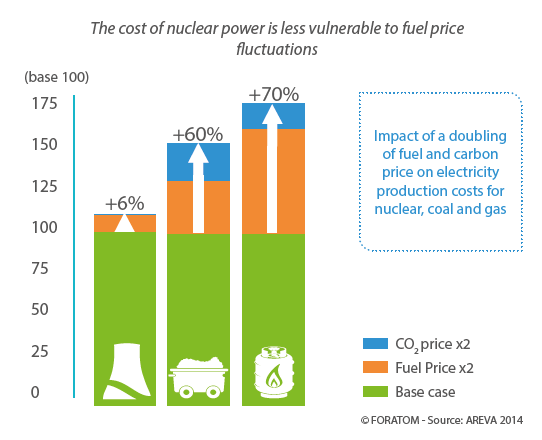 The cost of nuclear power is less vulnerable to fuel price
fluctuations
(base 100)
175
150
125
100
75
50
25
0
+6%
+60%
+70%
Impact of a doubling
of fuel and carbon
price on electricity
production costs for
nuclear, coal and gas
CO₂ price x2
Fuel Price x2
Base case
© FORATOM - Source: AREVA 2014